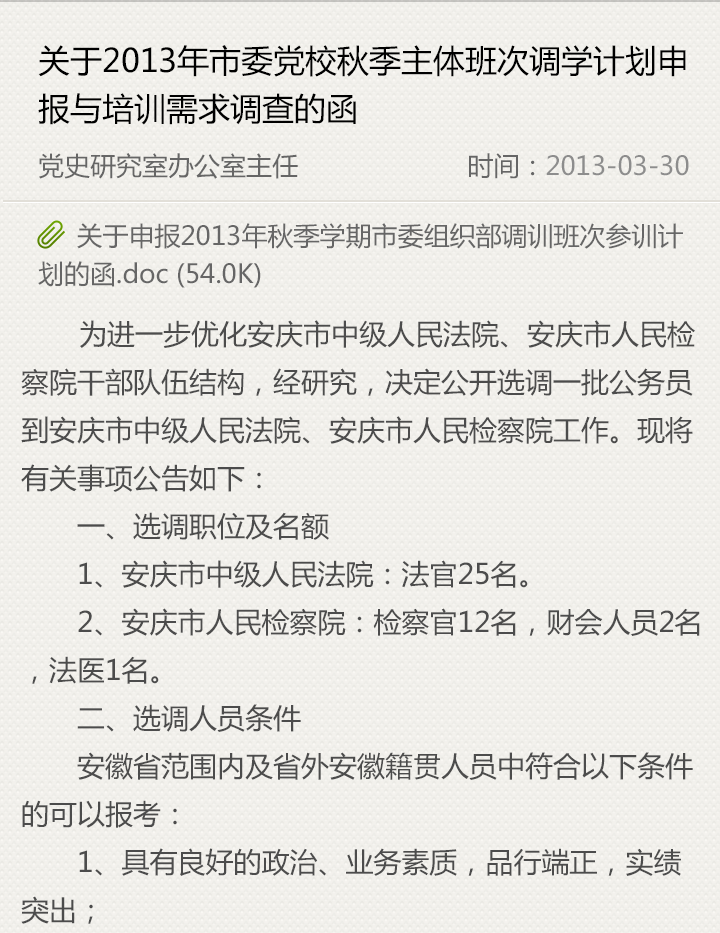 关于2013年市委党校秋季主体班次调学计划申
报与培训需求调查的函
党史研究室办公室主任 时间：2013-03-30
关于申报2013年秋季学期市委组织部调训班次参训计
划的函.doc (54.0K)
为进一步优化安庆市中级人民法院、安庆市人民检
察院干部队伍结构，经研究，决定公开选调一批公务员
到安庆市中级人民法院、安庆市人民检察院工作。现将
有关事项公告如下：
一、选调职位及名额
1、安庆市中级人民法院：法官25名。
2、安庆市人民检察院：检察官12名，财会人员2名
，法医1名。
二、选调人员条件
安徽省范围内及省外安徽籍贯人员中符合以下条件
的可以报考：
1、具有良好的政治、业务素质，品行端正，实绩
突出；